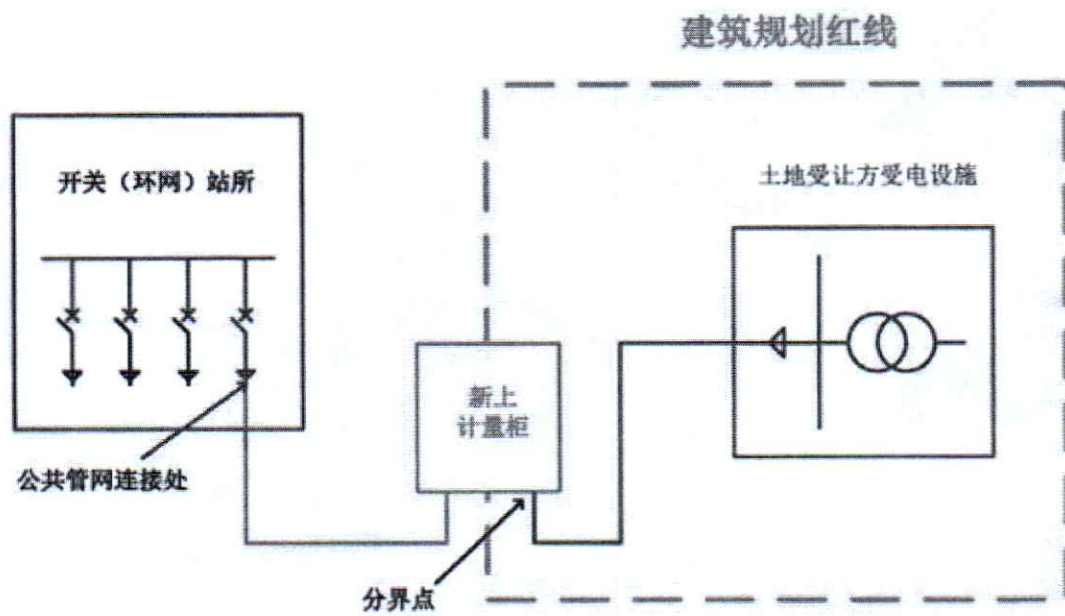 建筑规划红线
开关（环网）站所
土地受让方受电设施
新上
计量柜
公共管网连接处
分界点